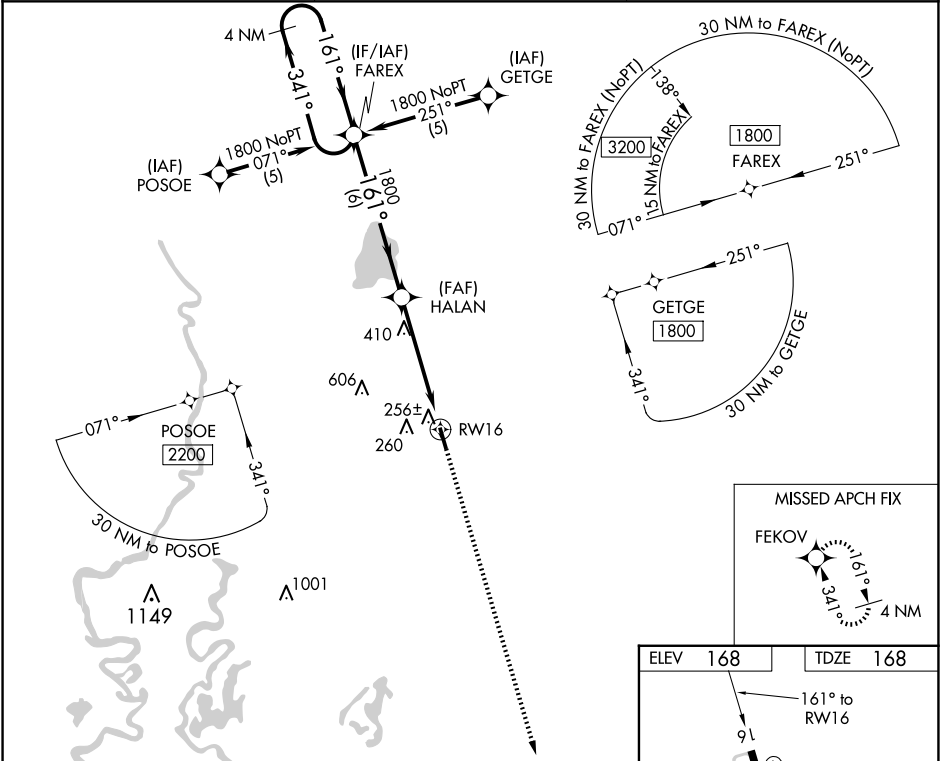 4 NM
161°
341°
(IF/IAF)
FAREX
(IAF)
GETGE
1800 NoPT
251°
(5)
(IAF)
POSOE
1800 NoPT
071°
(5)
1800
161°
(6)
(FAF)
HALAN
410
606
256±
260
RW16
30 NM to FAREX (NoPT)
30 NM to FAREX (NoPT)
138°
15 NM to FAREX
3200
1800
FAREX
251°
071°
251°
GETGE
1800
341°
30 NM to GETGE
071°
POSOE
2200
341°
30 NM to POSOE
1149
1001
MISSED APCH FIX
FEKOV
161°
341°
4 NM
ELEV 168
TDZE 168
161° to
RW16
16